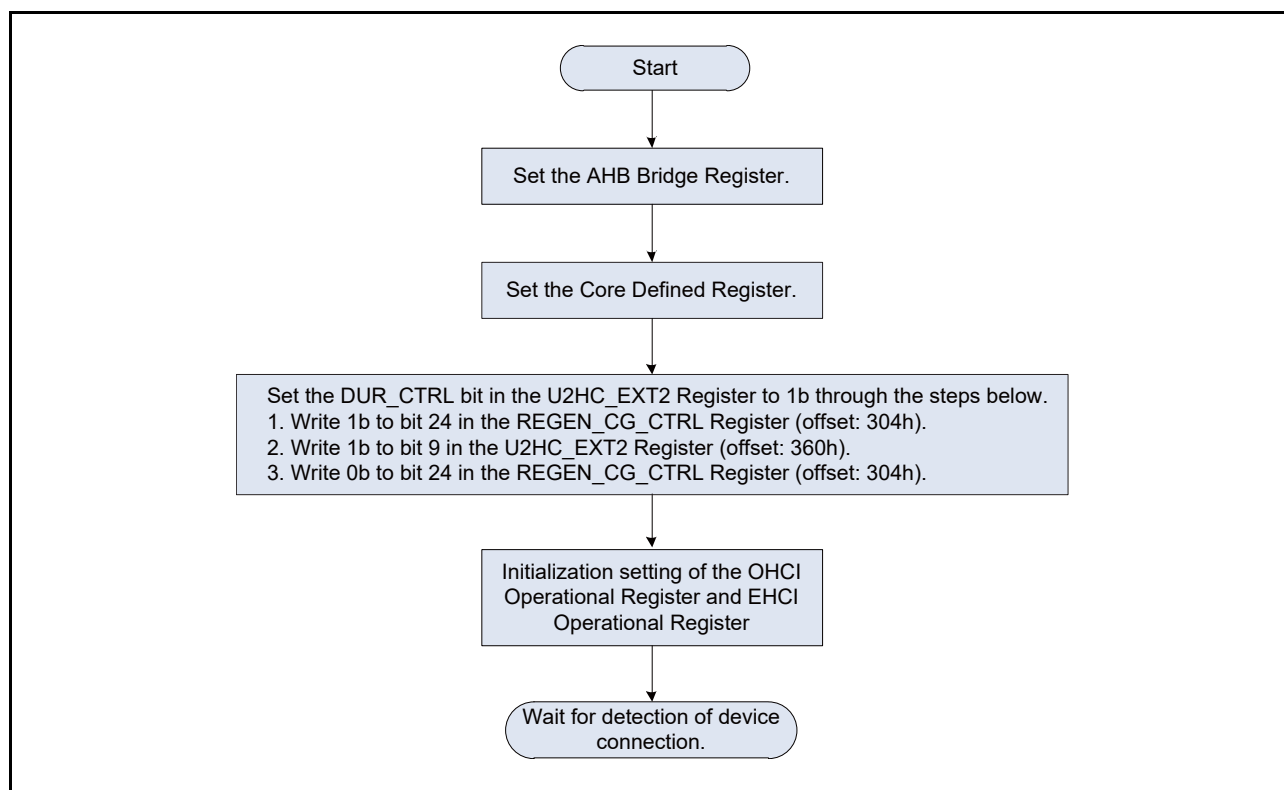 Start
Set the AHB Bridge Register.
Set the Core Defined Register.
Set the DUR_CTRL bit in the U2HC_EXT2 Register to 1b through the steps below.
1. Write 1b to bit 24 in the REGEN_CG_CTRL Register (offset: 304h).
2. Write 1b to bit 9 in the U2HC_EXT2 Register (offset: 360h).
3. Write 0b to bit 24 in the REGEN_CG_CTRL Register (offset: 304h).
Initialization setting of the OHCI
Operational Register and EHCI
Operational Register
Wait for detection of device
connection.